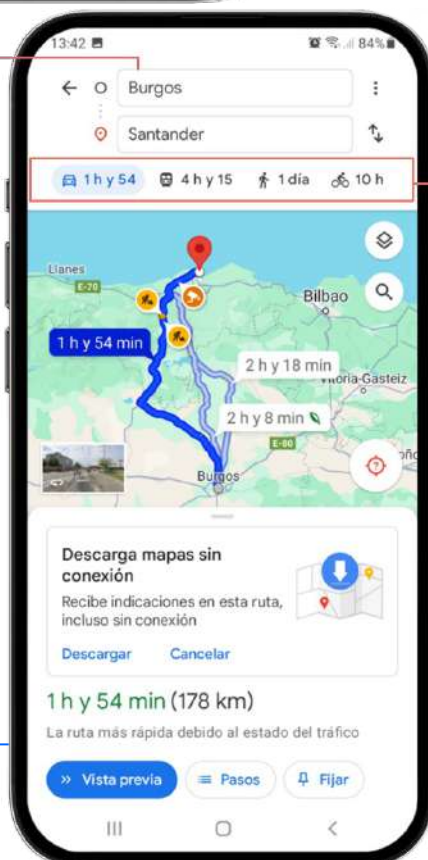 13:42 84%
Burgos
Santander
1 h y 54 4 h y 15 1 día 10 h
Llanes
E-70
Bilbao
1 h y 54 min
2 h y 18 min
Vitoria-Gasteiz
2 h y 8 min
E-80
Burgos
Descarga mapas sin
conexión
Recibe indicaciones en esta ruta,
incluso sin conexión
Descargar Cancelar
1 h y 54 min (178 km)
La ruta más rápida debido al estado del tráfico
Vista previa Pasos Fijar